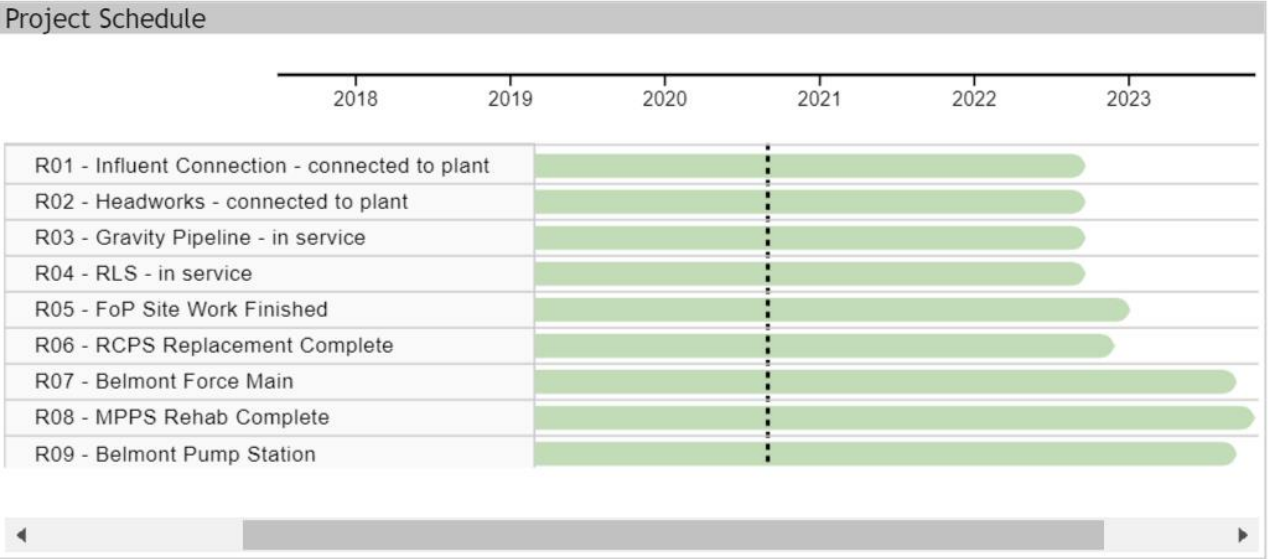 Project Schedule
2018 2019 2020 2021 2022 2023
R01 - Influent Connection - connected to plant
R02 - Headworks - connected to plant
R03 - Gravity Pipeline - in service
R04 - RLS - in service
R05 - FoP Site Work Finished
R06 - RCPS Replacement Complete
R07 - Belmont Force Main
R08 - MPPS Rehab Complete
R09 - Belmont Pump Station